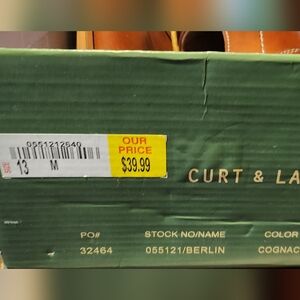 0551212540
13 M
OUR
PRICE
$39.99
CURT & LA
PO# STOCK NO/NAME COLOR
32464 055121/BERLIN COGNAC